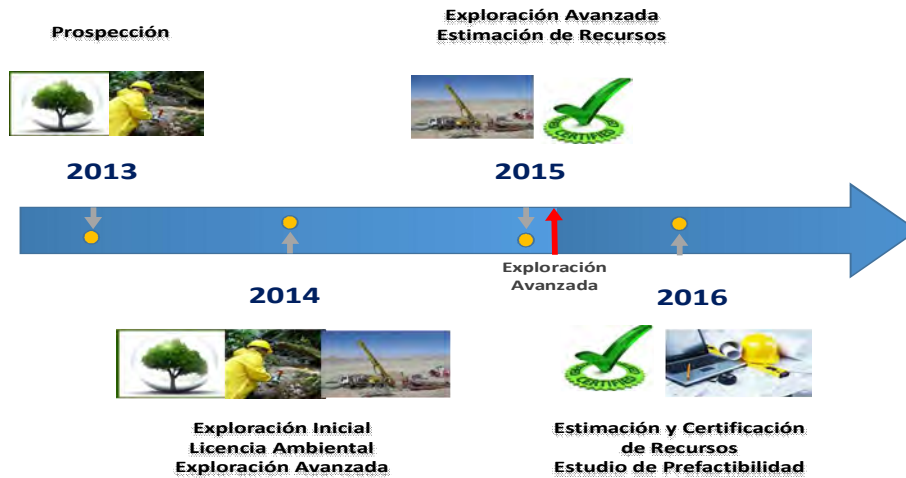 Prospección
Exploración Avanzada
Estimación de Recursos
CERTIFIED
2013
2015
Exploración
Avanzada
2014
2016
Exploración Inicial
Licencia Ambiental
Exploración Avanzada
Estimación y Certificación
de Recursos
Estudio de Prefactibilidad